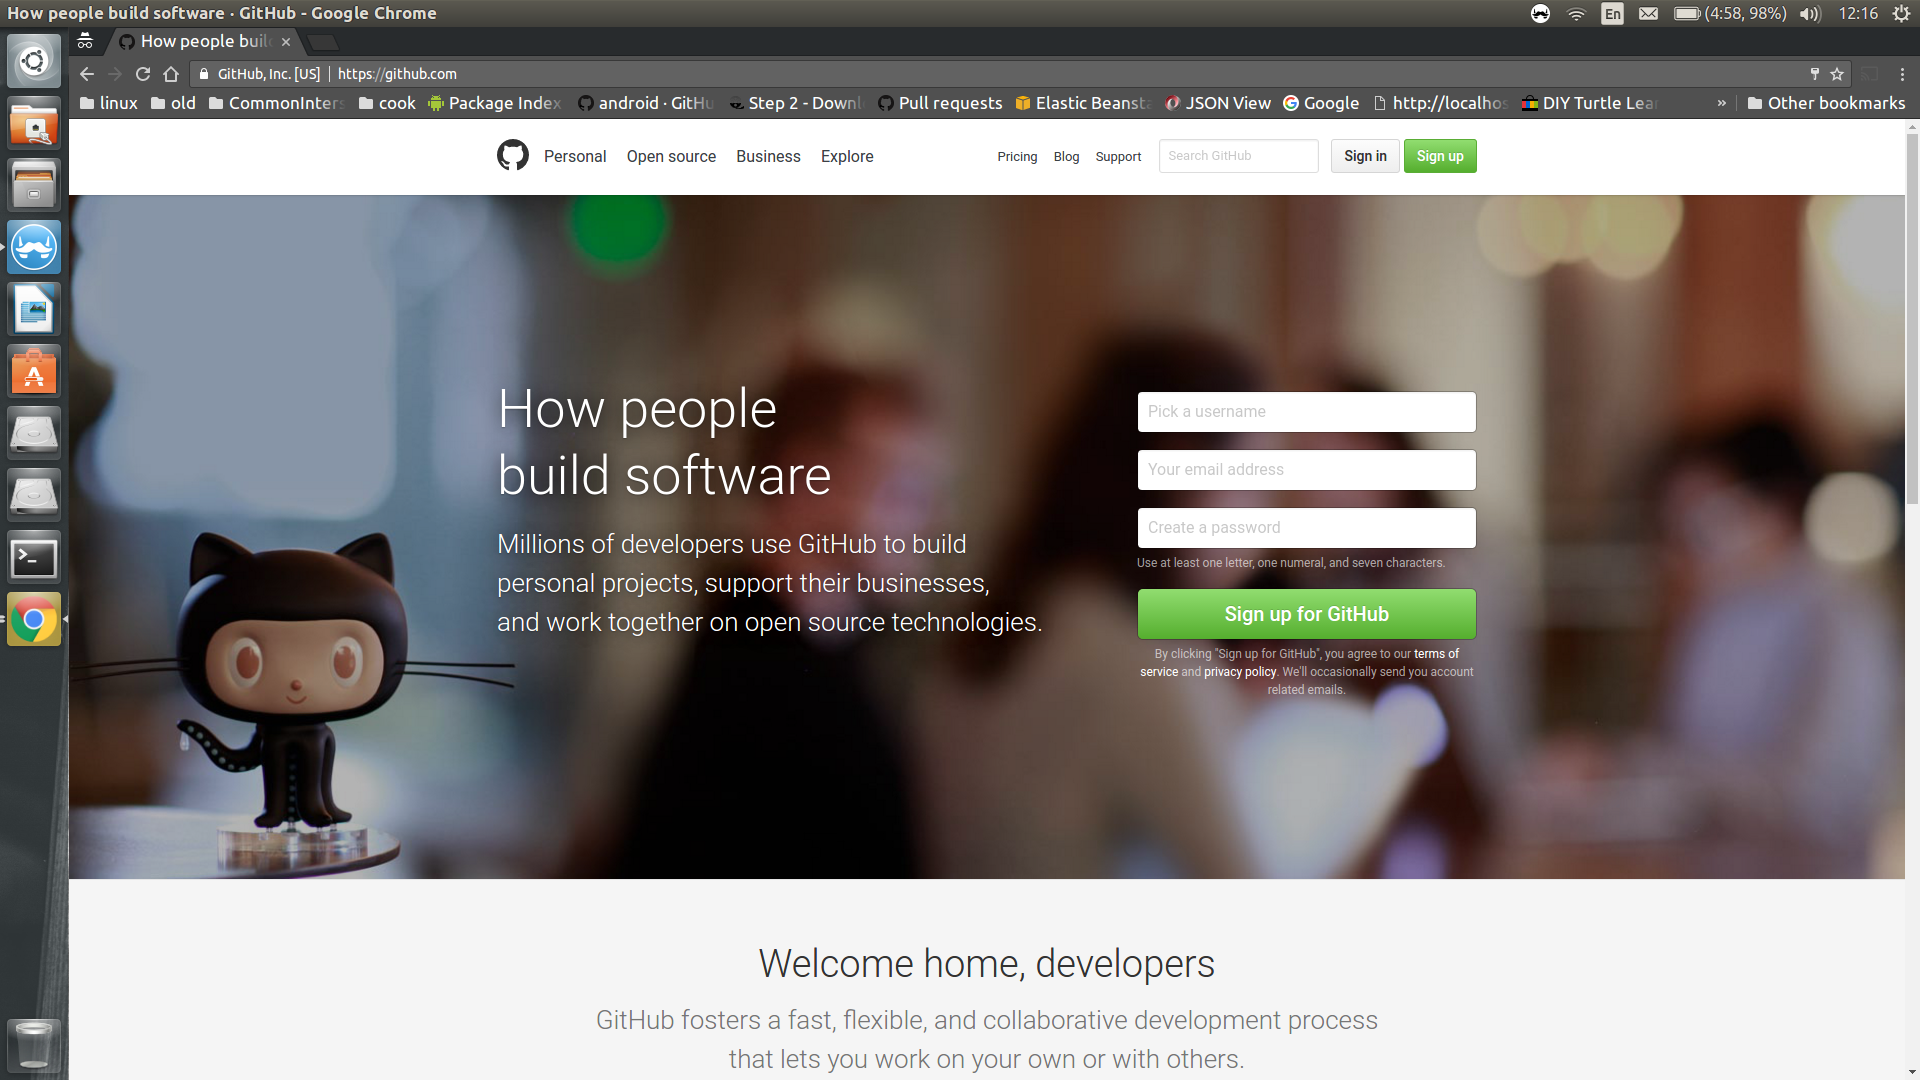 How people build software · GitHub - Google Chrome
En
(4:58, 98%)
12:16
How people buil
GitHub, Inc. [US]
https://github.com
linux
old
CommonInters
cook
Package Index
android · GitHu
Step 2 - Downl
Pull requests
Elastic Beansta
JSON View
Google
http://localhos
DIY Turtle Lear
»
Other bookmarks
Personal
Open source
Business
Explore
Pricing
Blog
Support
Search GitHub
Sign in
Sign up
How people
build software
Millions of developers use GitHub to build
personal projects, support their businesses,
and work together on open source technologies.
Pick a username
Your email address
Create a password
Use at least one letter, one numeral, and seven characters.
Sign up for GitHub
By clicking "Sign up for GitHub", you agree to our terms of
service and privacy policy. We'll occasionally send you account
related emails.
Welcome home, developers
GitHub fosters a fast, flexible, and collaborative development process
that lets you work on your own or with others.